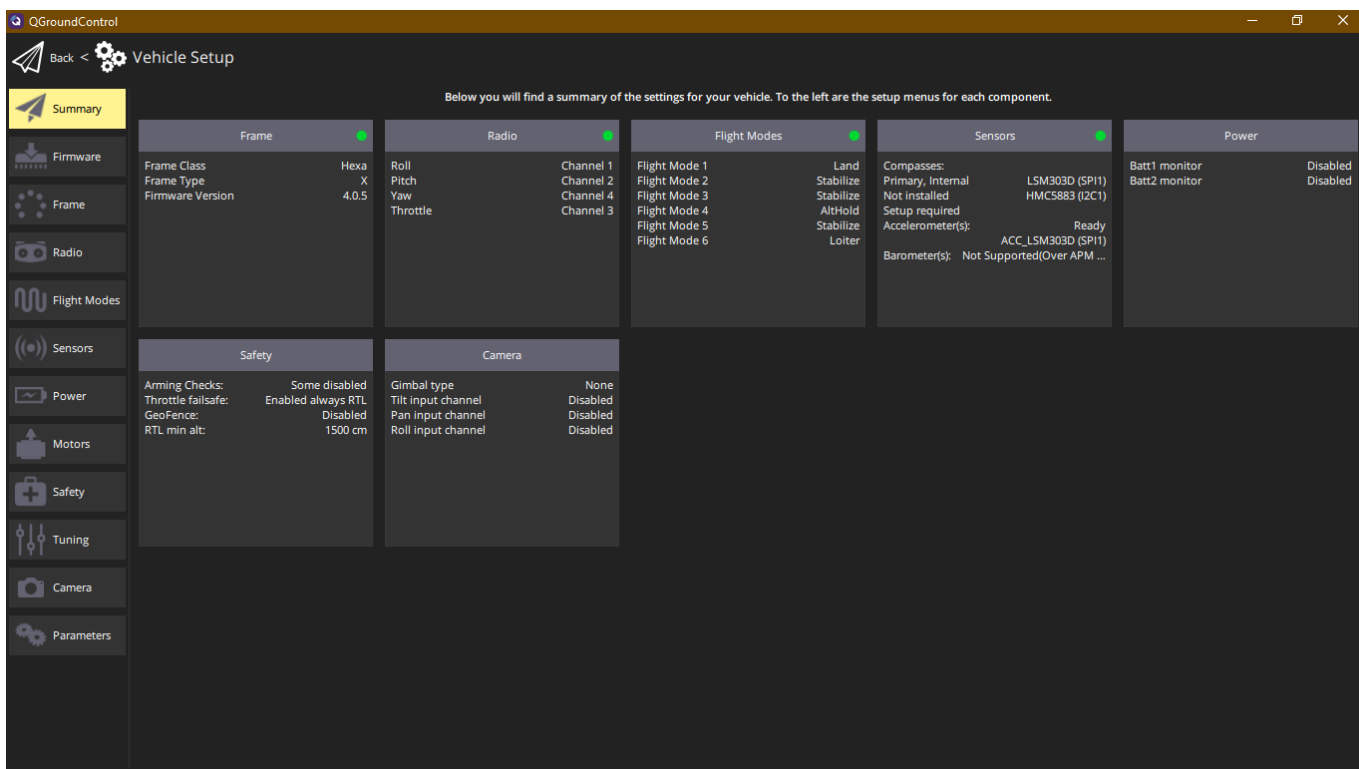 QGroundControl
Back < Vehicle Setup
Below you will find a summary of the settings for your vehicle. To the left are the setup menus for each component.
Summary
Firmware
Frame
Radio
Flight Modes
Sensors
Power
Motors
Safety
Tuning
Camera
Parameters
Frame
Frame Class Hexa
Frame Type X
Firmware Version 4.0.5
Radio
Roll Channel 1
Pitch Channel 2
Yaw Channel 4
Throttle Channel 3
Flight Modes
Flight Mode 1 Land
Flight Mode 2 Stabilize
Flight Mode 3 Stabilize
Flight Mode 4 AltHold
Flight Mode 5 Stabilize
Flight Mode 6 Loiter
Sensors
Compasses:
Primary, Internal LSM303D (SPI1)
Not installed HMC5883 (I2C1)
Setup required
Accelerometer(s): Ready
ACC_LSM303D (SPI1)
Barometer(s): Not Supported(Over APM ...
Power
Batt1 monitor Disabled
Batt2 monitor Disabled
Safety
Arming Checks: Some disabled
Throttle failsafe: Enabled always RTL
GeoFence: Disabled
RTL min alt: 1500 cm
Camera
Gimbal type None
Tilt input channel Disabled
Pan input channel Disabled
Roll input channel Disabled